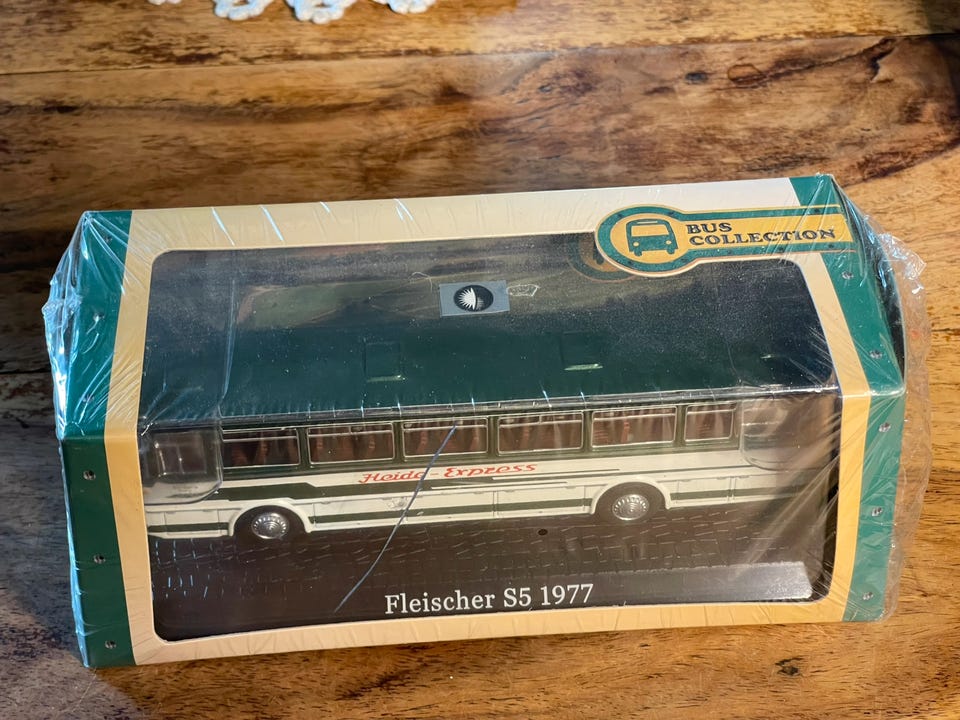 BUS
COLLECTION
Heide-Express
Fleischer S5 1977